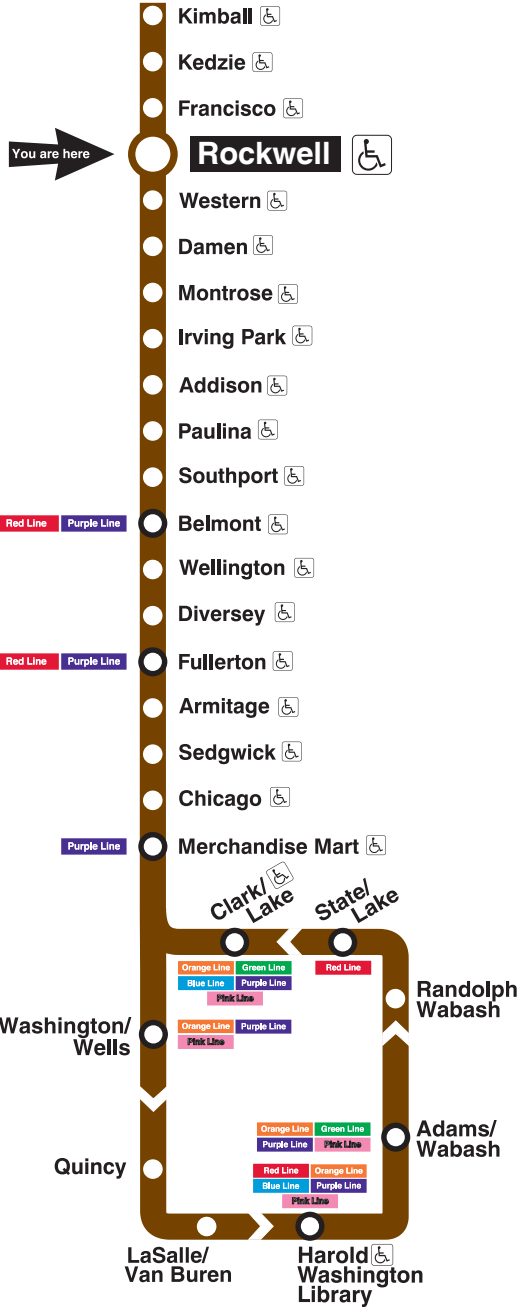 Kimball
Kedzie
Francisco
You are here
Rockwell
Western
Damen
Montrose
Irving Park
Addison
Paulina
Southport
Red Line Purple Line Belmont
Wellington
Diversey
Red Line Purple Line Fullerton
Armitage
Sedgwick
Chicago
Purple Line Merchandise Mart
Clark/
Lake
State/
Lake
Orange Line Green Line
Blue Line Purple Line
Pink Line
Red Line
Randolph
Wabash
Washington/
Wells
Orange Line Purple Line
Pink Line
Orange Line Green Line
Purple Line Pink Line
Adams/
Wabash
Quincy
Red Line Orange Line
Blue Line Purple Line
Pink Line
LaSalle/
Van Buren
Harold
Washington
Library